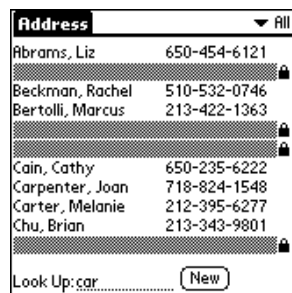 Address All
Abrams, Liz 650-454-6121
Beckman, Rachel 510-532-0746
Bertolli, Marcus 213-422-1363
Cain, Cathy 650-235-6222
Carpenter, Joan 718-824-1548
Carter, Melanie 212-395-6277
Chu, Brian 213-343-9801
Look Up: car New